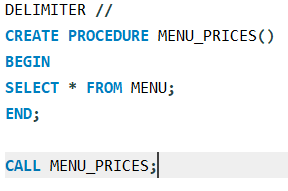 DELIMITER //
CREATE PROCEDURE MENU_PRICES()
BEGIN
SELECT * FROM MENU;
END;
CALL MENU_PRICES;